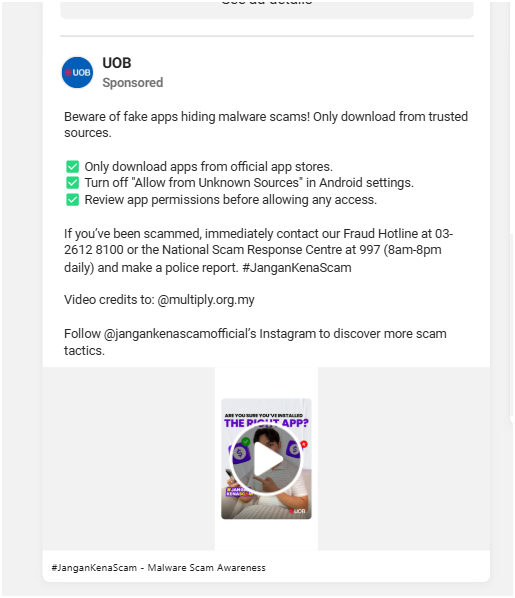 See ad details
UOB
UOB
Sponsored
Beware of fake apps hiding malware scams! Only download from trusted
sources.
✅ Only download apps from official app stores.
✅ Turn off "Allow from Unknown Sources" in Android settings.
✅ Review app permissions before allowing any access.
If you've been scammed, immediately contact our Fraud Hotline at 03-
2612 8100 or the National Scam Response Centre at 997 (8am-8pm
daily) and make a police report. #JanganKenaScam
Video credits to: @multiply.org.my
Follow @jangankenascamofficial's Instagram to discover more scam
tactics.
ARE YOU SURE YOU'VE INSTALLED
THE RIGHT APP?
#JANGAN
KENASCAM
UOB
#JanganKenaScam - Malware Scam Awareness